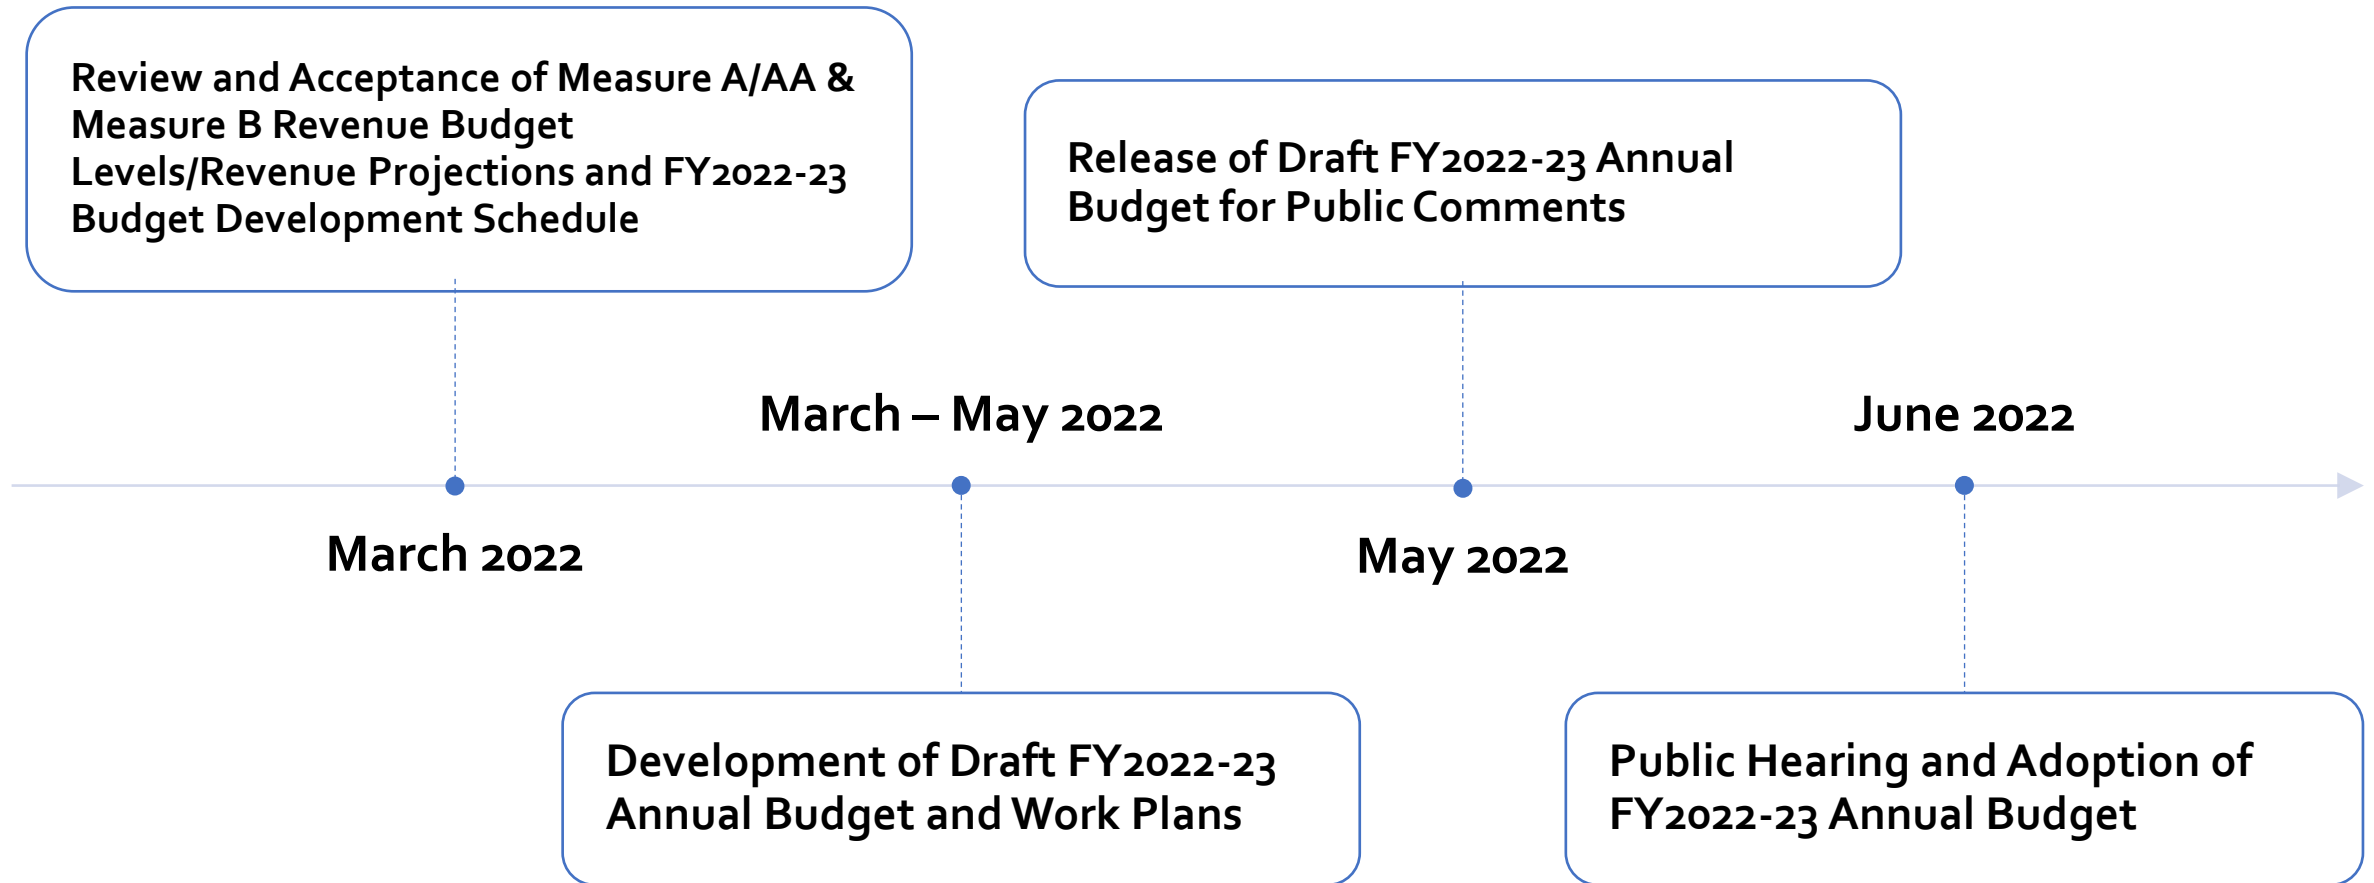 Review and Acceptance of Measure A/AA &
Measure B Revenue Budget
Levels/Revenue Projections and FY2022-23
Budget Development Schedule
Release of Draft FY2022-23 Annual
Budget for Public Comments
March – May 2022
June 2022
March 2022
May 2022
Development of Draft FY2022-23
Annual Budget and Work Plans
Public Hearing and Adoption of
FY2022-23 Annual Budget